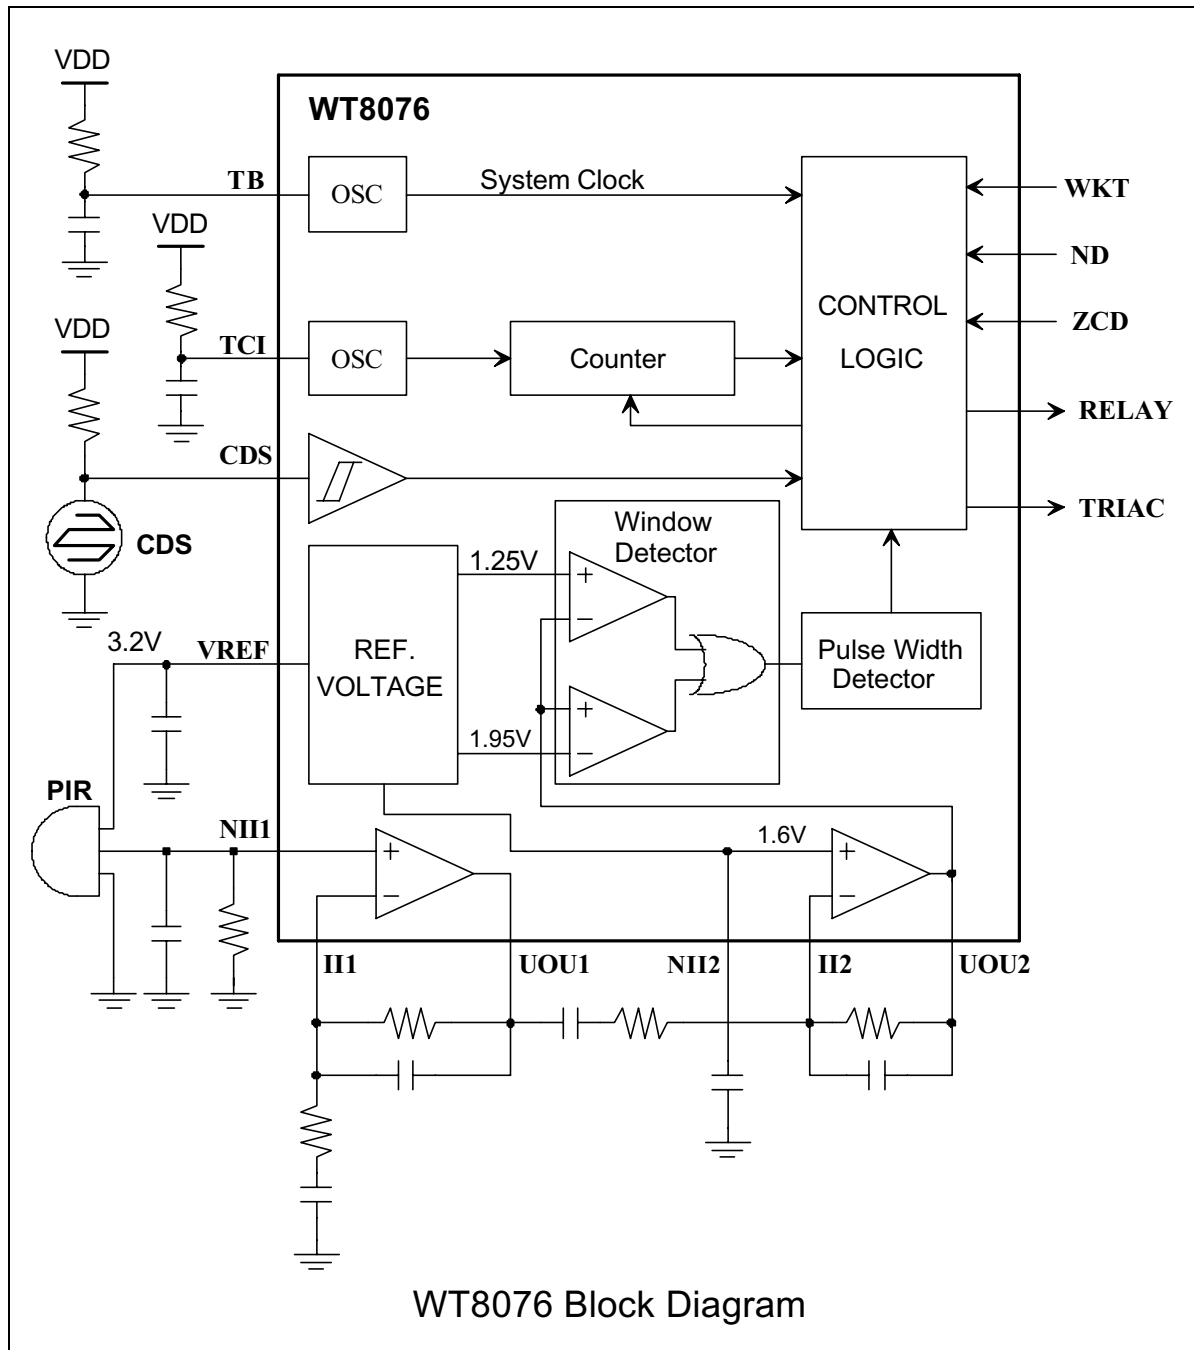 VDD
WT8076
TB
OSC
System Clock
WKT
VDD
ND
CONTROL
LOGIC
ZCD
VDD
TCI
OSC
Counter
RELAY
CDS
TRIAC
CDS
Window
Detector
1.25V
3.2V
VREF
REF.
VOLTAGE
Pulse Width
Detector
1.95V
PIR
NII1
+
−
+
−
1.6V
+
−
+
−
II1
UOU1
NII2
II2
UOU2
WT8076 Block Diagram